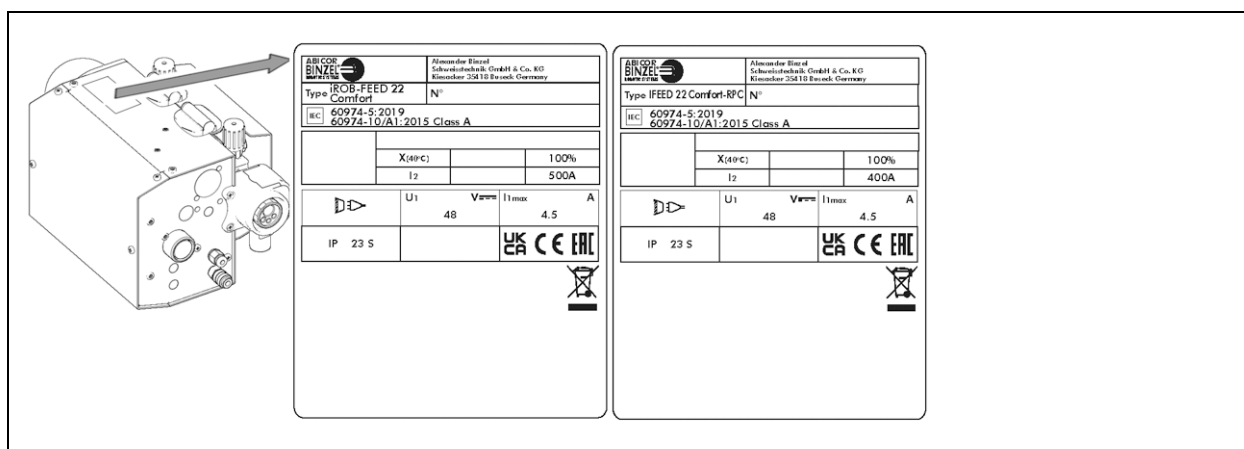 ABICOR
BINZEL®
Alexander Binzel
Schweisstechnik GmbH & Co. KG
Kiesacker 35418 Buseck Germany
Type iROB-FEED 22
Comfort
N°
IEC 60974-5:2019
60974-10/A1:2015 Class A
X(40°C) 100%
I2 500A
U1 V I1max A
48 4.5
IP 23 S
UK
CA CE EAC
ABICOR
BINZEL®
Alexander Binzel
Schweisstechnik GmbH & Co. KG
Kiesacker 35418 Buseck Germany
Type IFEED 22 Comfort-RPC N°
IEC 60974-5:2019
60974-10/A1:2015 Class A
X(40°C) 100%
I2 400A
U1 V I1max A
48 4.5
IP 23 S
UK
CA CE EAC